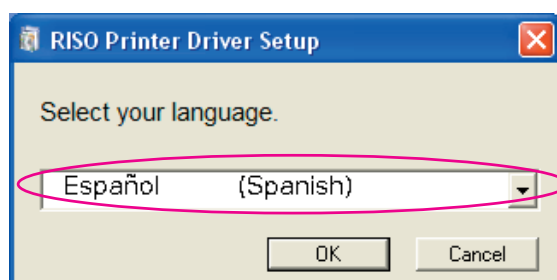 RISO Printer Driver Setup
Select your language.
Español (Spanish)
OK Cancel